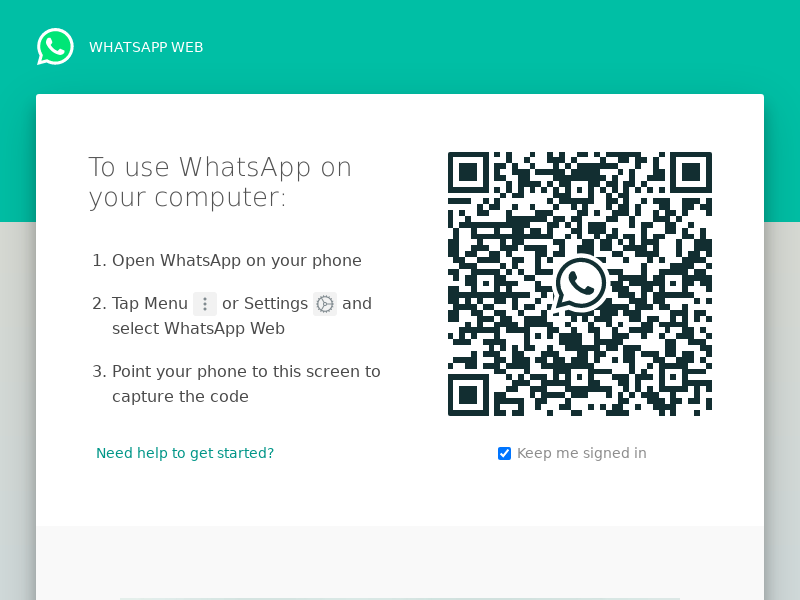 WHATSAPP WEB
To use WhatsApp on
your computer:
1. Open WhatsApp on your phone
2. Tap Menu or Settings and
select WhatsApp Web
3. Point your phone to this screen to
capture the code
Need help to get started?
Keep me signed in